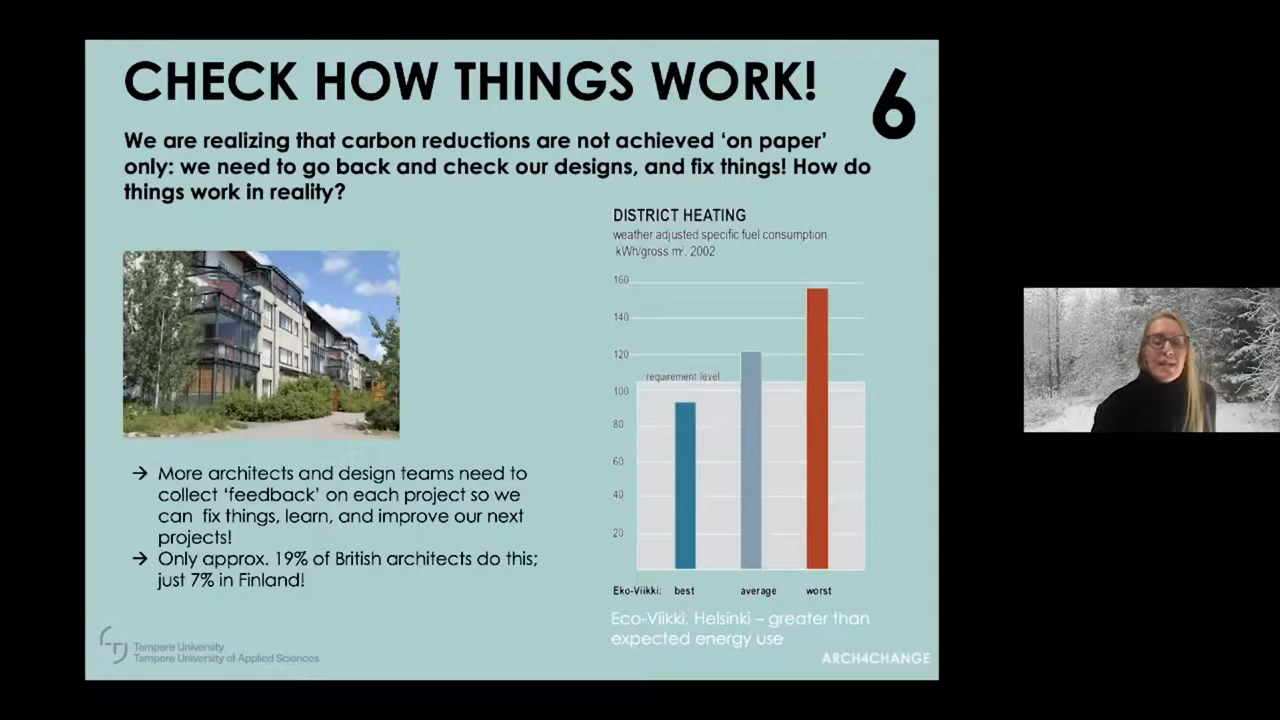 CHECK HOW THINGS WORK!
6
We are realizing that carbon reductions are not achieved ‘on paper’
only: we need to go back and check our designs, and fix things! How do
things work in reality?
DISTRICT HEATING
weather adjusted specific fuel consumption
kWh/gross m², 2002
160
140
120
requirement level
100
80
60
40
20
Eko-Viikki: best average worst
→ More architects and design teams need to
collect ‘feedback’ on each project so we
can fix things, learn, and improve our next
projects!
→ Only approx. 19% of British architects do this;
just 7% in Finland!
Eco-Viikki, Helsinki – greater than
expected energy use
Tampere University
Tampere University of Applied Sciences
ARCH4CHANGE